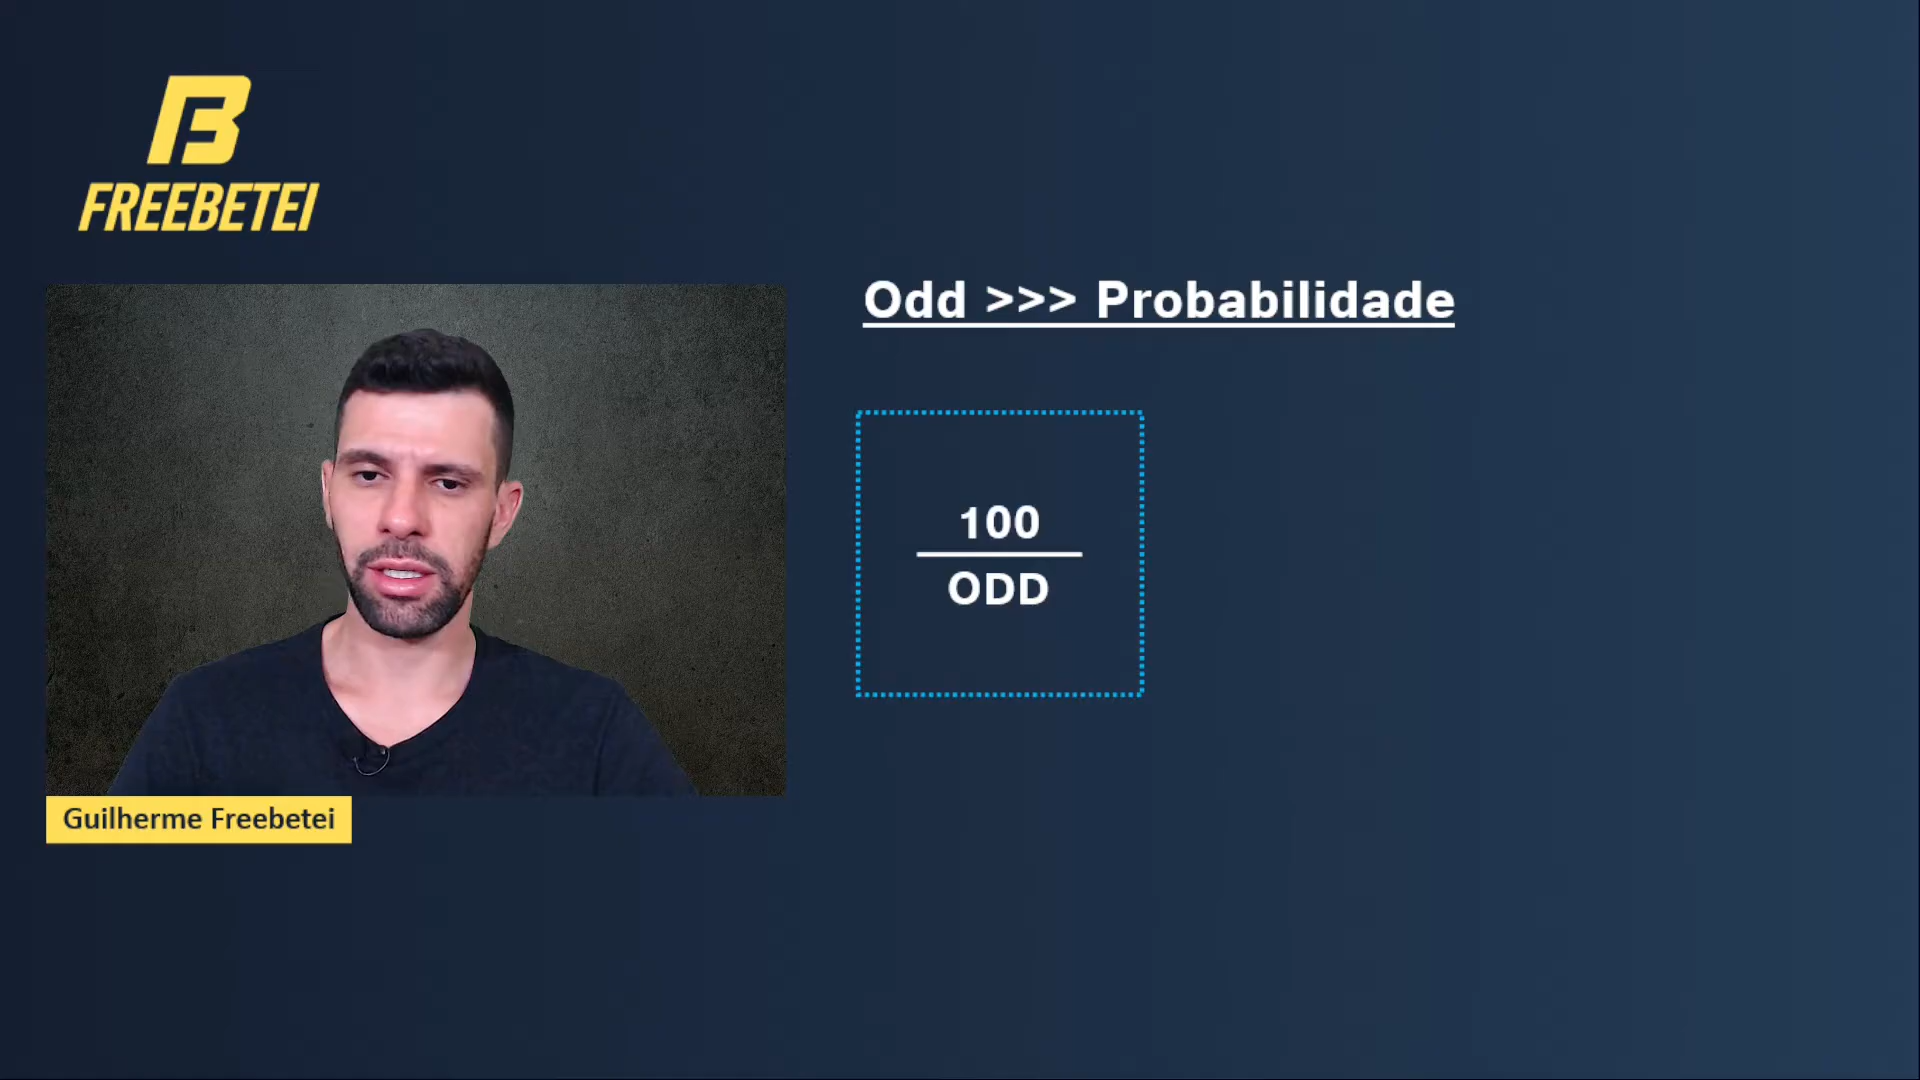 FREEBETEI
Odd >>> Probabilidade
100
ODD
Guilherme Freebetei